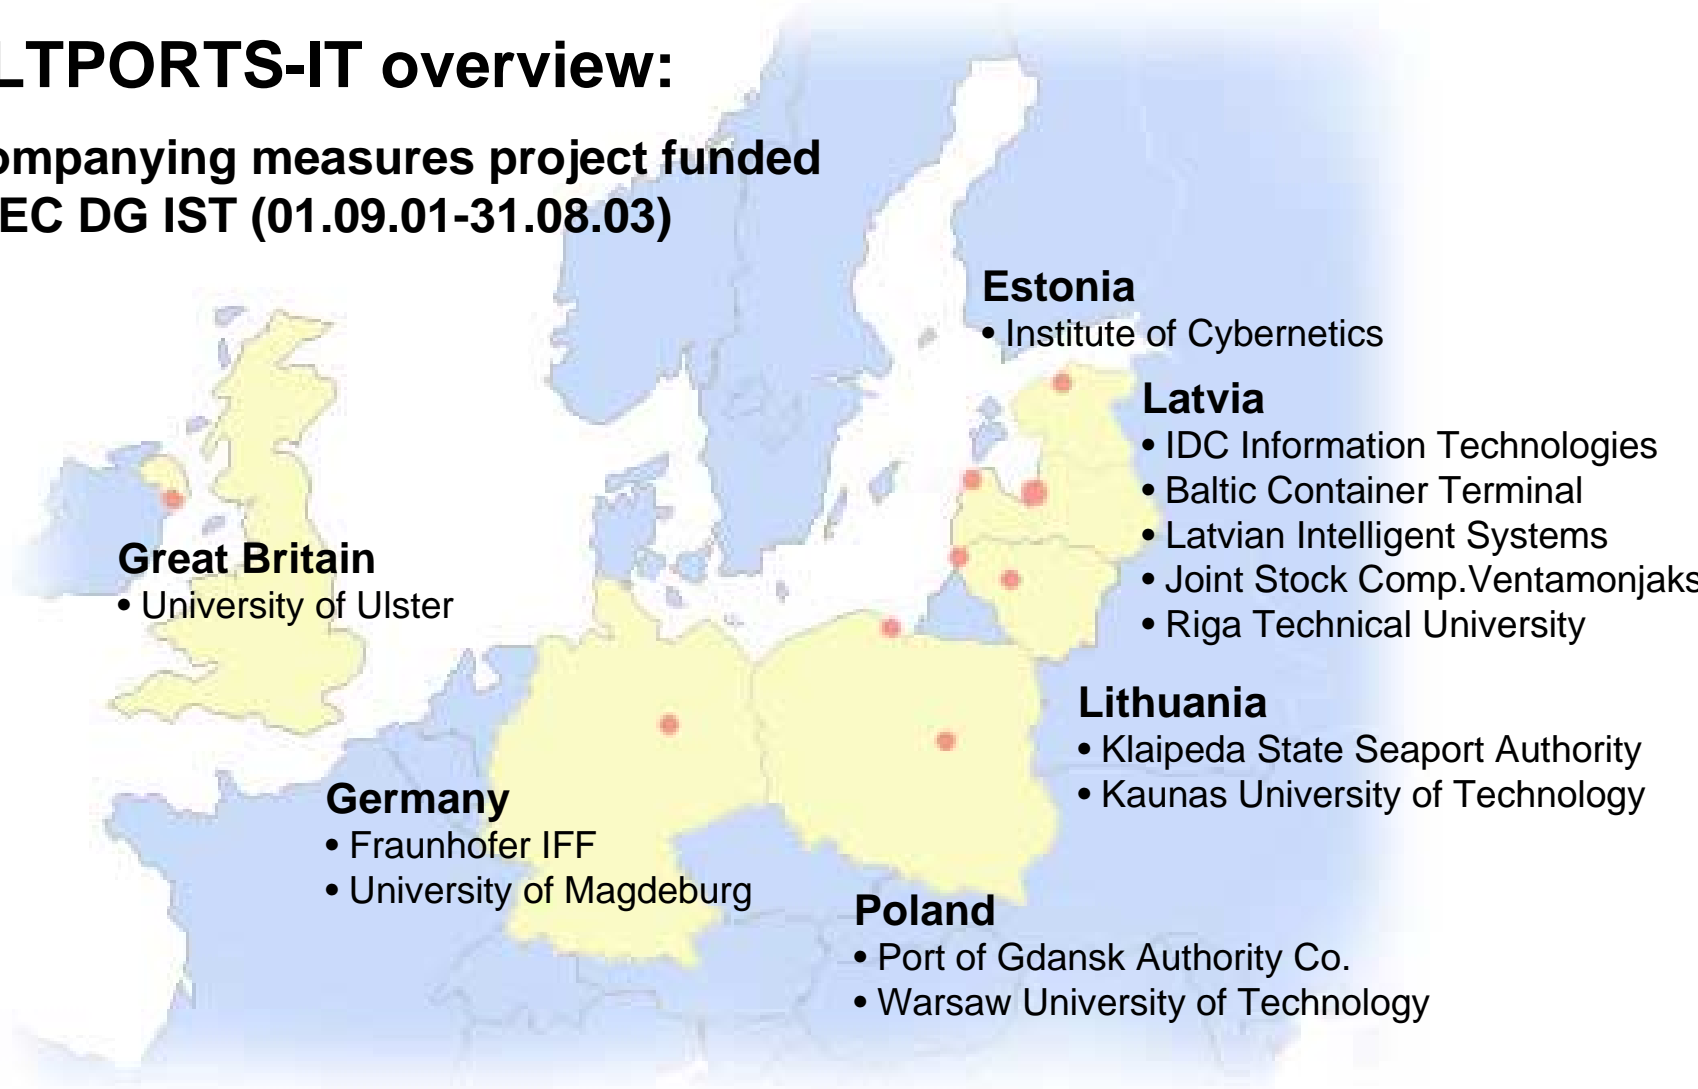 LTPORTS-IT overview:
ompanying measures project funded
EC DG IST (01.09.01-31.08.03)
Estonia
• Institute of Cybernetics
Latvia
• IDC Information Technologies
• Baltic Container Terminal
• Latvian Intelligent Systems
• Joint Stock Comp.Ventamonjaks
• Riga Technical University
Great Britain
• University of Ulster
Lithuania
• Klaipeda State Seaport Authority
• Kaunas University of Technology
Germany
• Fraunhofer IFF
• University of Magdeburg
Poland
• Port of Gdansk Authority Co.
• Warsaw University of Technology